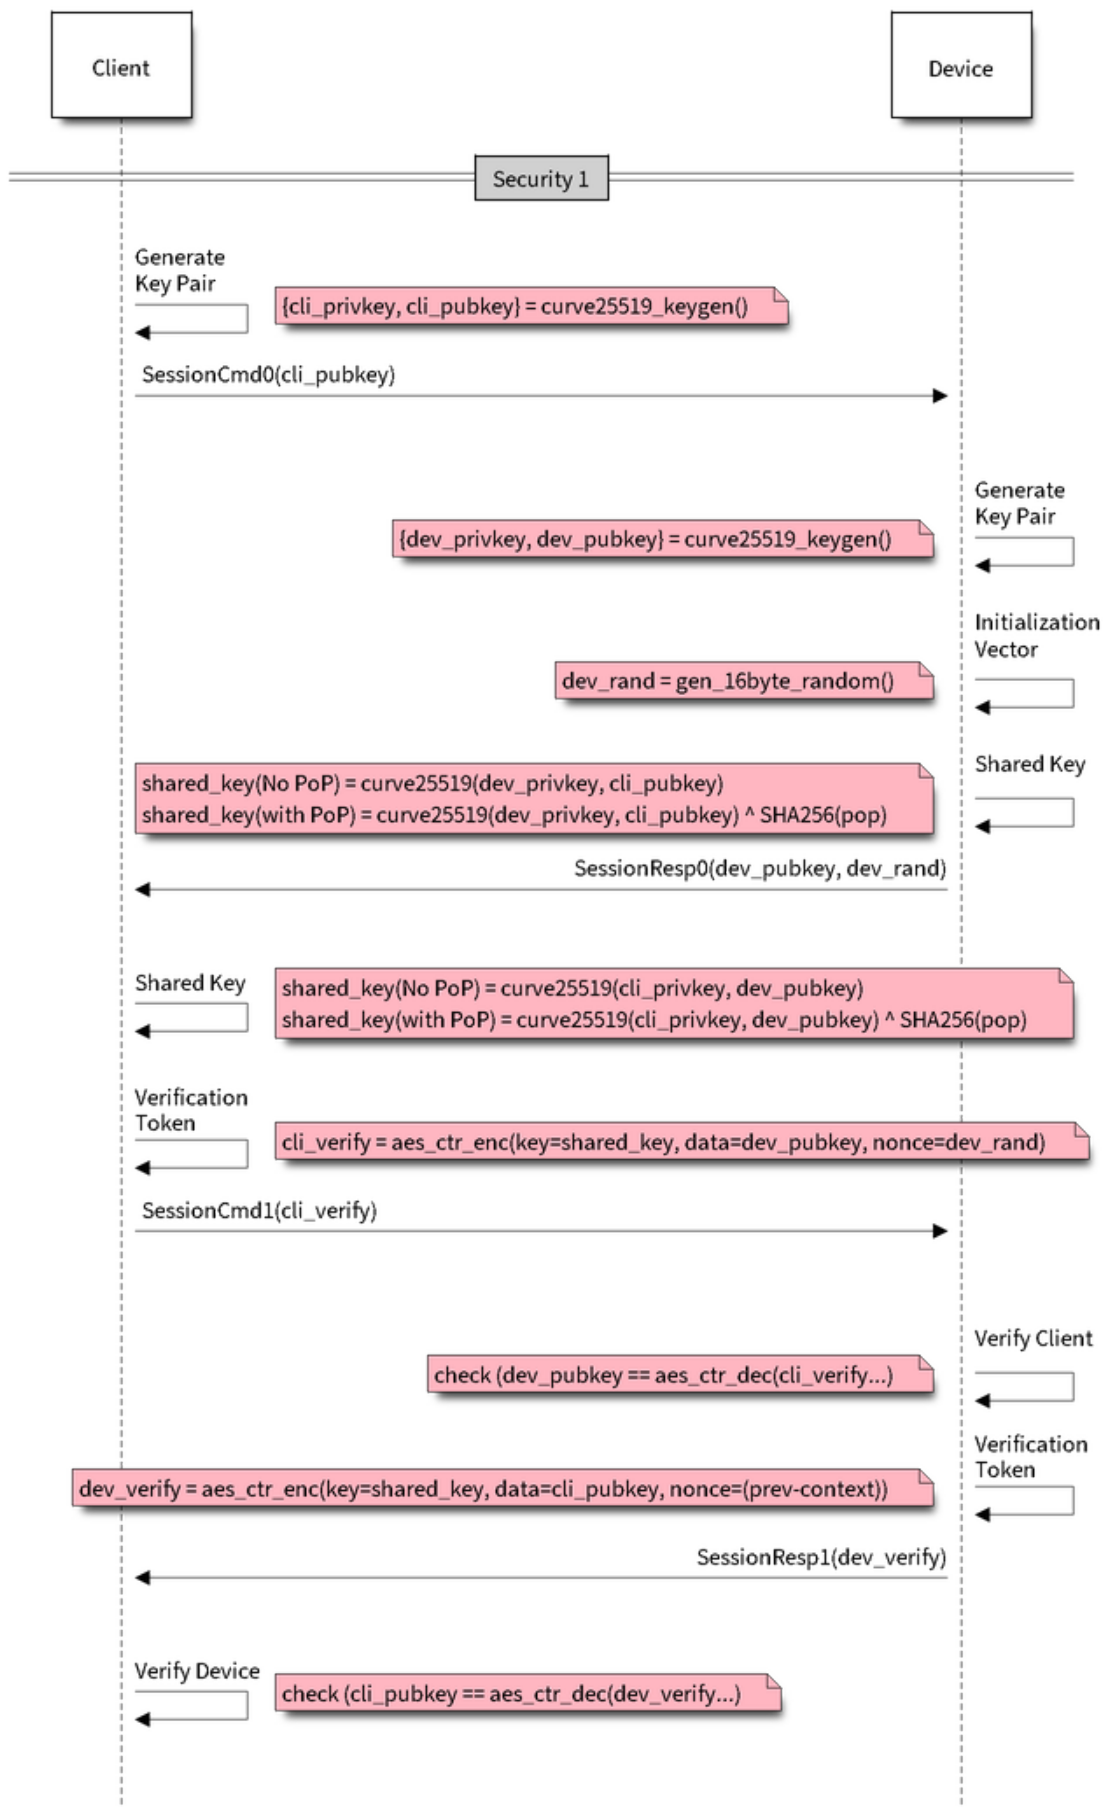 Client
Device
Security 1
Generate
Key Pair
{cli_privkey, cli_pubkey} = curve25519_keygen()
SessionCmd0(cli_pubkey)
Generate
Key Pair
{dev_privkey, dev_pubkey} = curve25519_keygen()
Initialization
Vector
dev_rand = gen_16byte_random()
Shared Key
shared_key(No PoP) = curve25519(dev_privkey, cli_pubkey)
shared_key(with PoP) = curve25519(dev_privkey, cli_pubkey) ^ SHA256(pop)
SessionResp0(dev_pubkey, dev_rand)
Shared Key
shared_key(No PoP) = curve25519(cli_privkey, dev_pubkey)
shared_key(with PoP) = curve25519(cli_privkey, dev_pubkey) ^ SHA256(pop)
Verification
Token
cli_verify = aes_ctr_enc(key=shared_key, data=dev_pubkey, nonce=dev_rand)
SessionCmd1(cli_verify)
Verify Client
check (dev_pubkey == aes_ctr_dec(cli_verify...)
Verification
Token
dev_verify = aes_ctr_enc(key=shared_key, data=cli_pubkey, nonce=(prev-context))
SessionResp1(dev_verify)
Verify Device
check (cli_pubkey == aes_ctr_dec(dev_verify...)